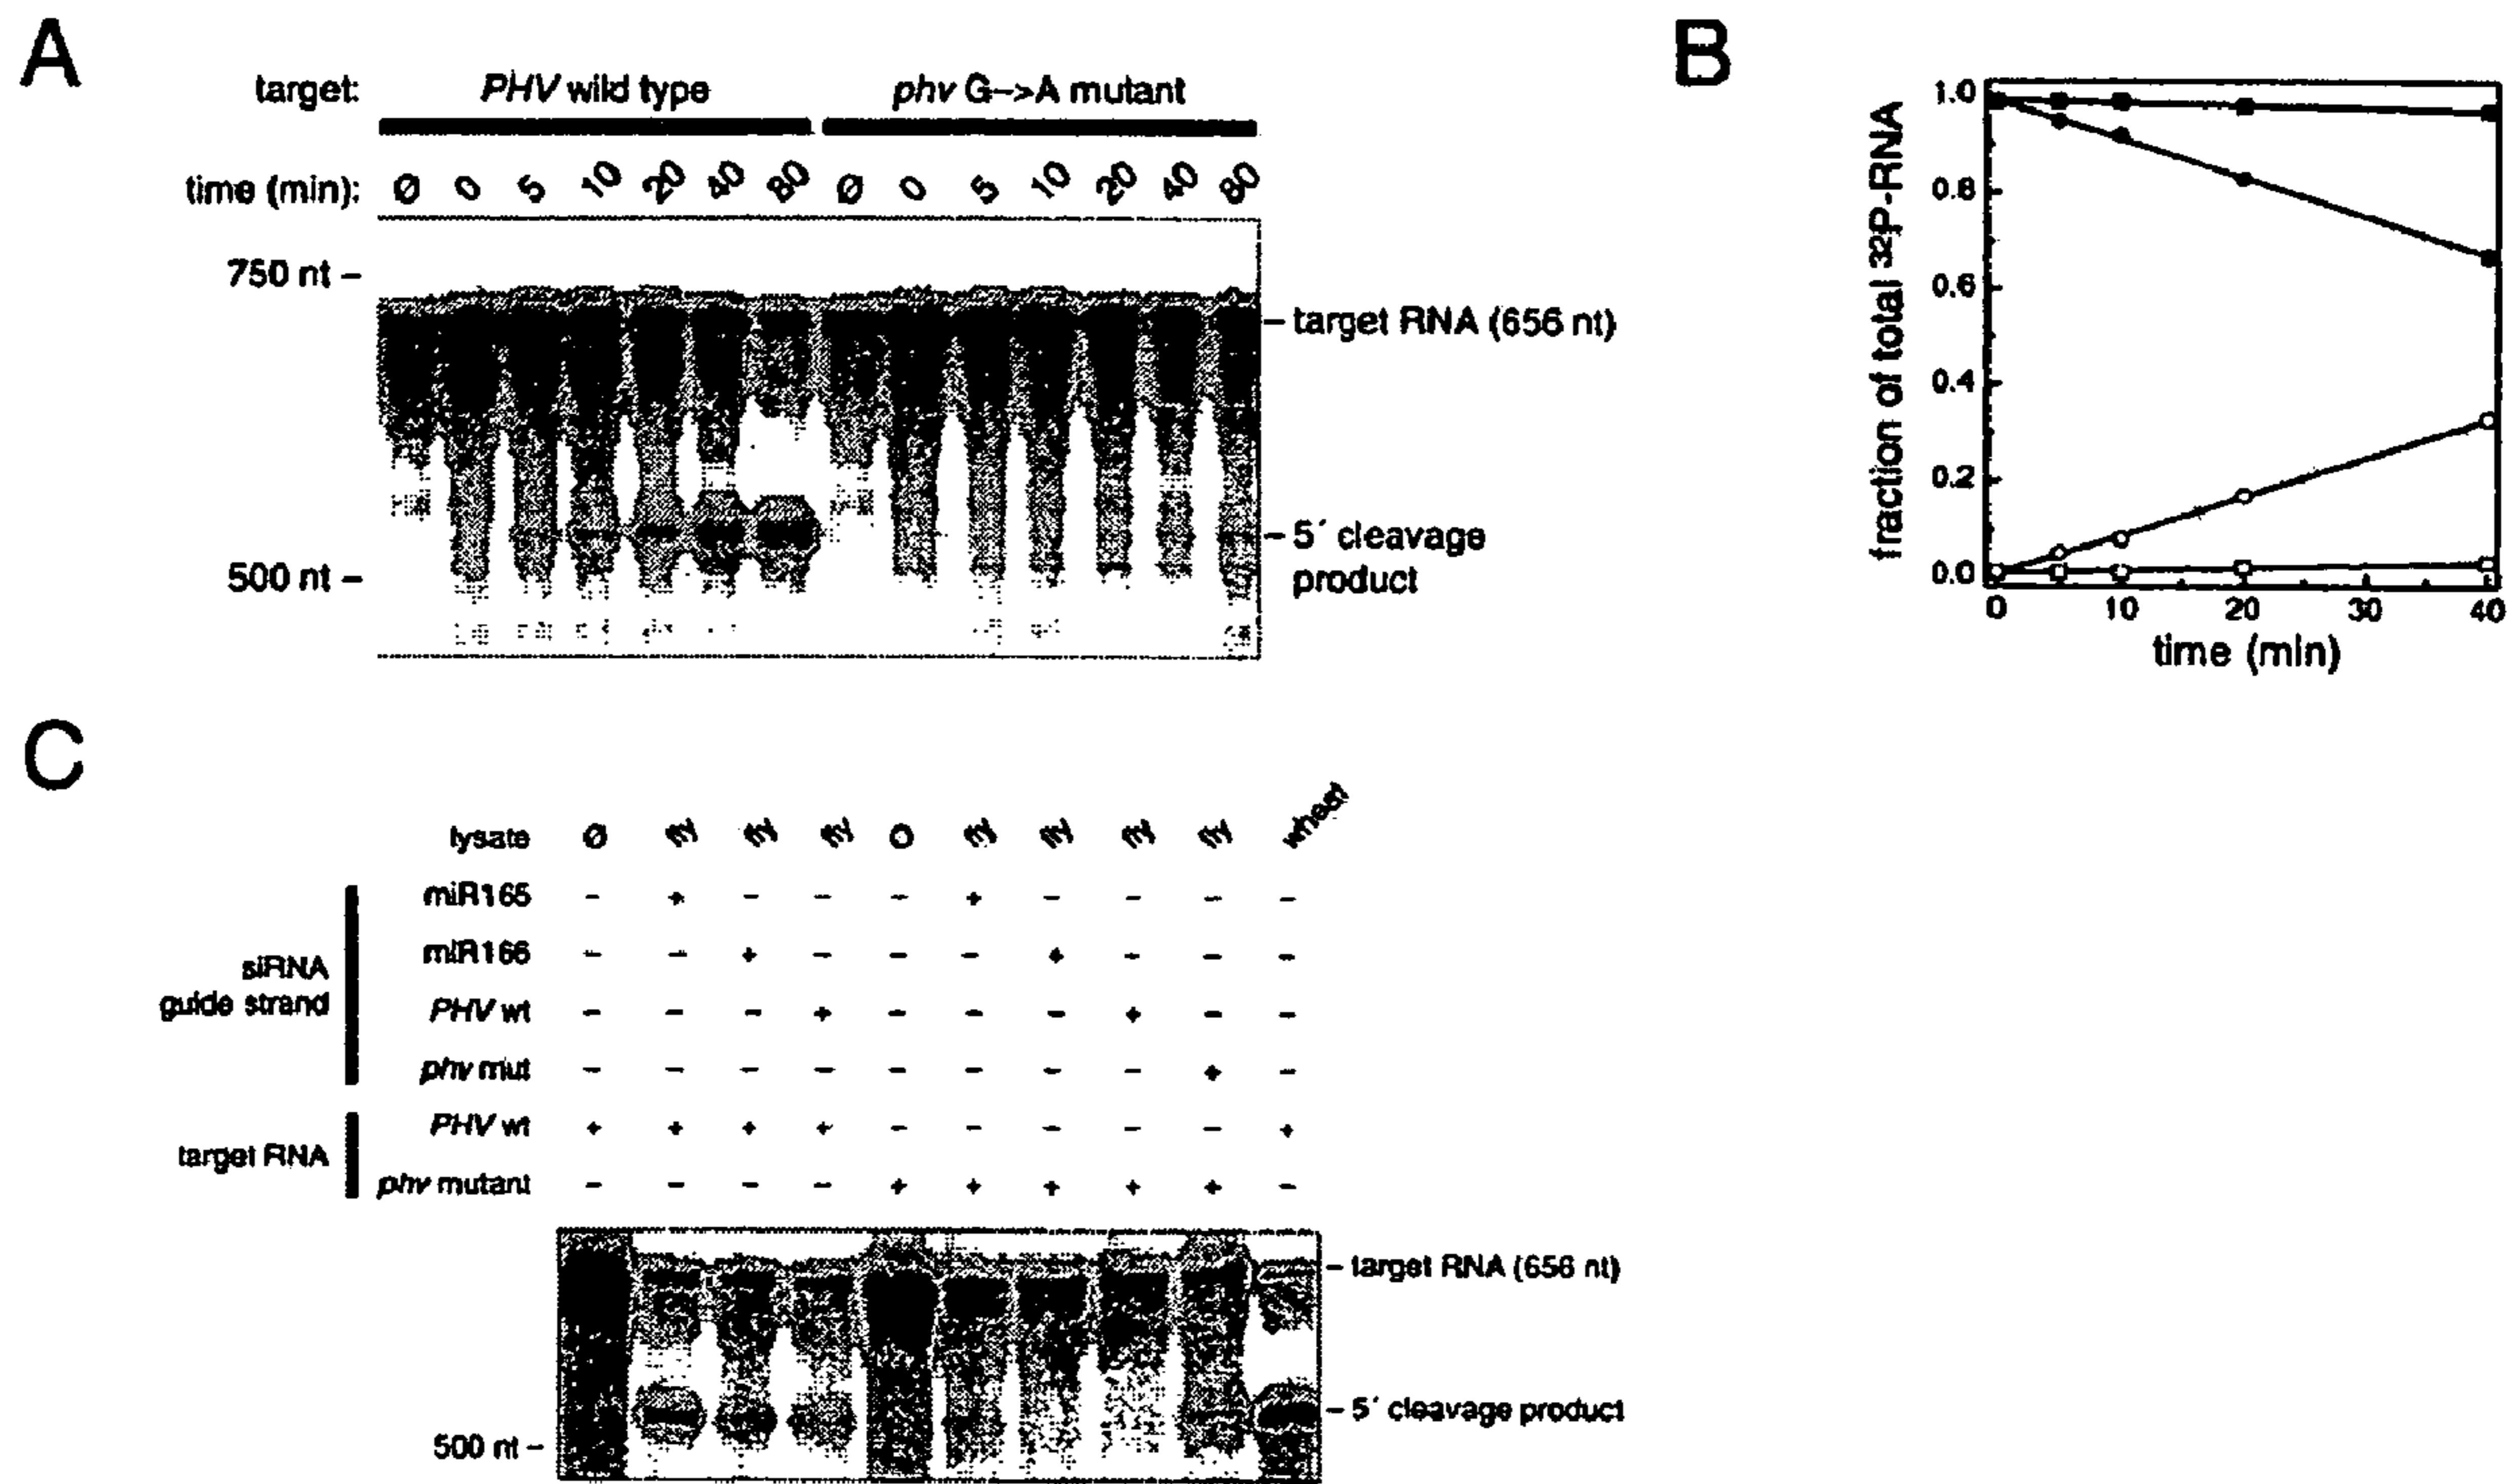 A
target: PHV wild type phv G–>A mutant
time (min): Ø 0 5 10 20 40 80 Ø 0 5 10 20 40 80
750 nt –
– target RNA (656 nt)
– 5´ cleavage
product
500 nt –
B
fraction of total 32P-RNA
1.0
0.8
0.6
0.4
0.2
0.0
0 10 20 30 40
time (min)
C
lysate Ø fly fly fly Ø fly fly fly fly wheat
siRNA
guide strand
miR165 – + – – – + – – – –
miR166 – – + – – – + – – –
PHV wt – – – + – – – + – –
phv mut – – – – – – – – + –
target RNA
PHV wt + + + + – – – – – +
phv mutant – – – – + + + + + –
– target RNA (656 nt)
– 5´ cleavage product
500 nt –